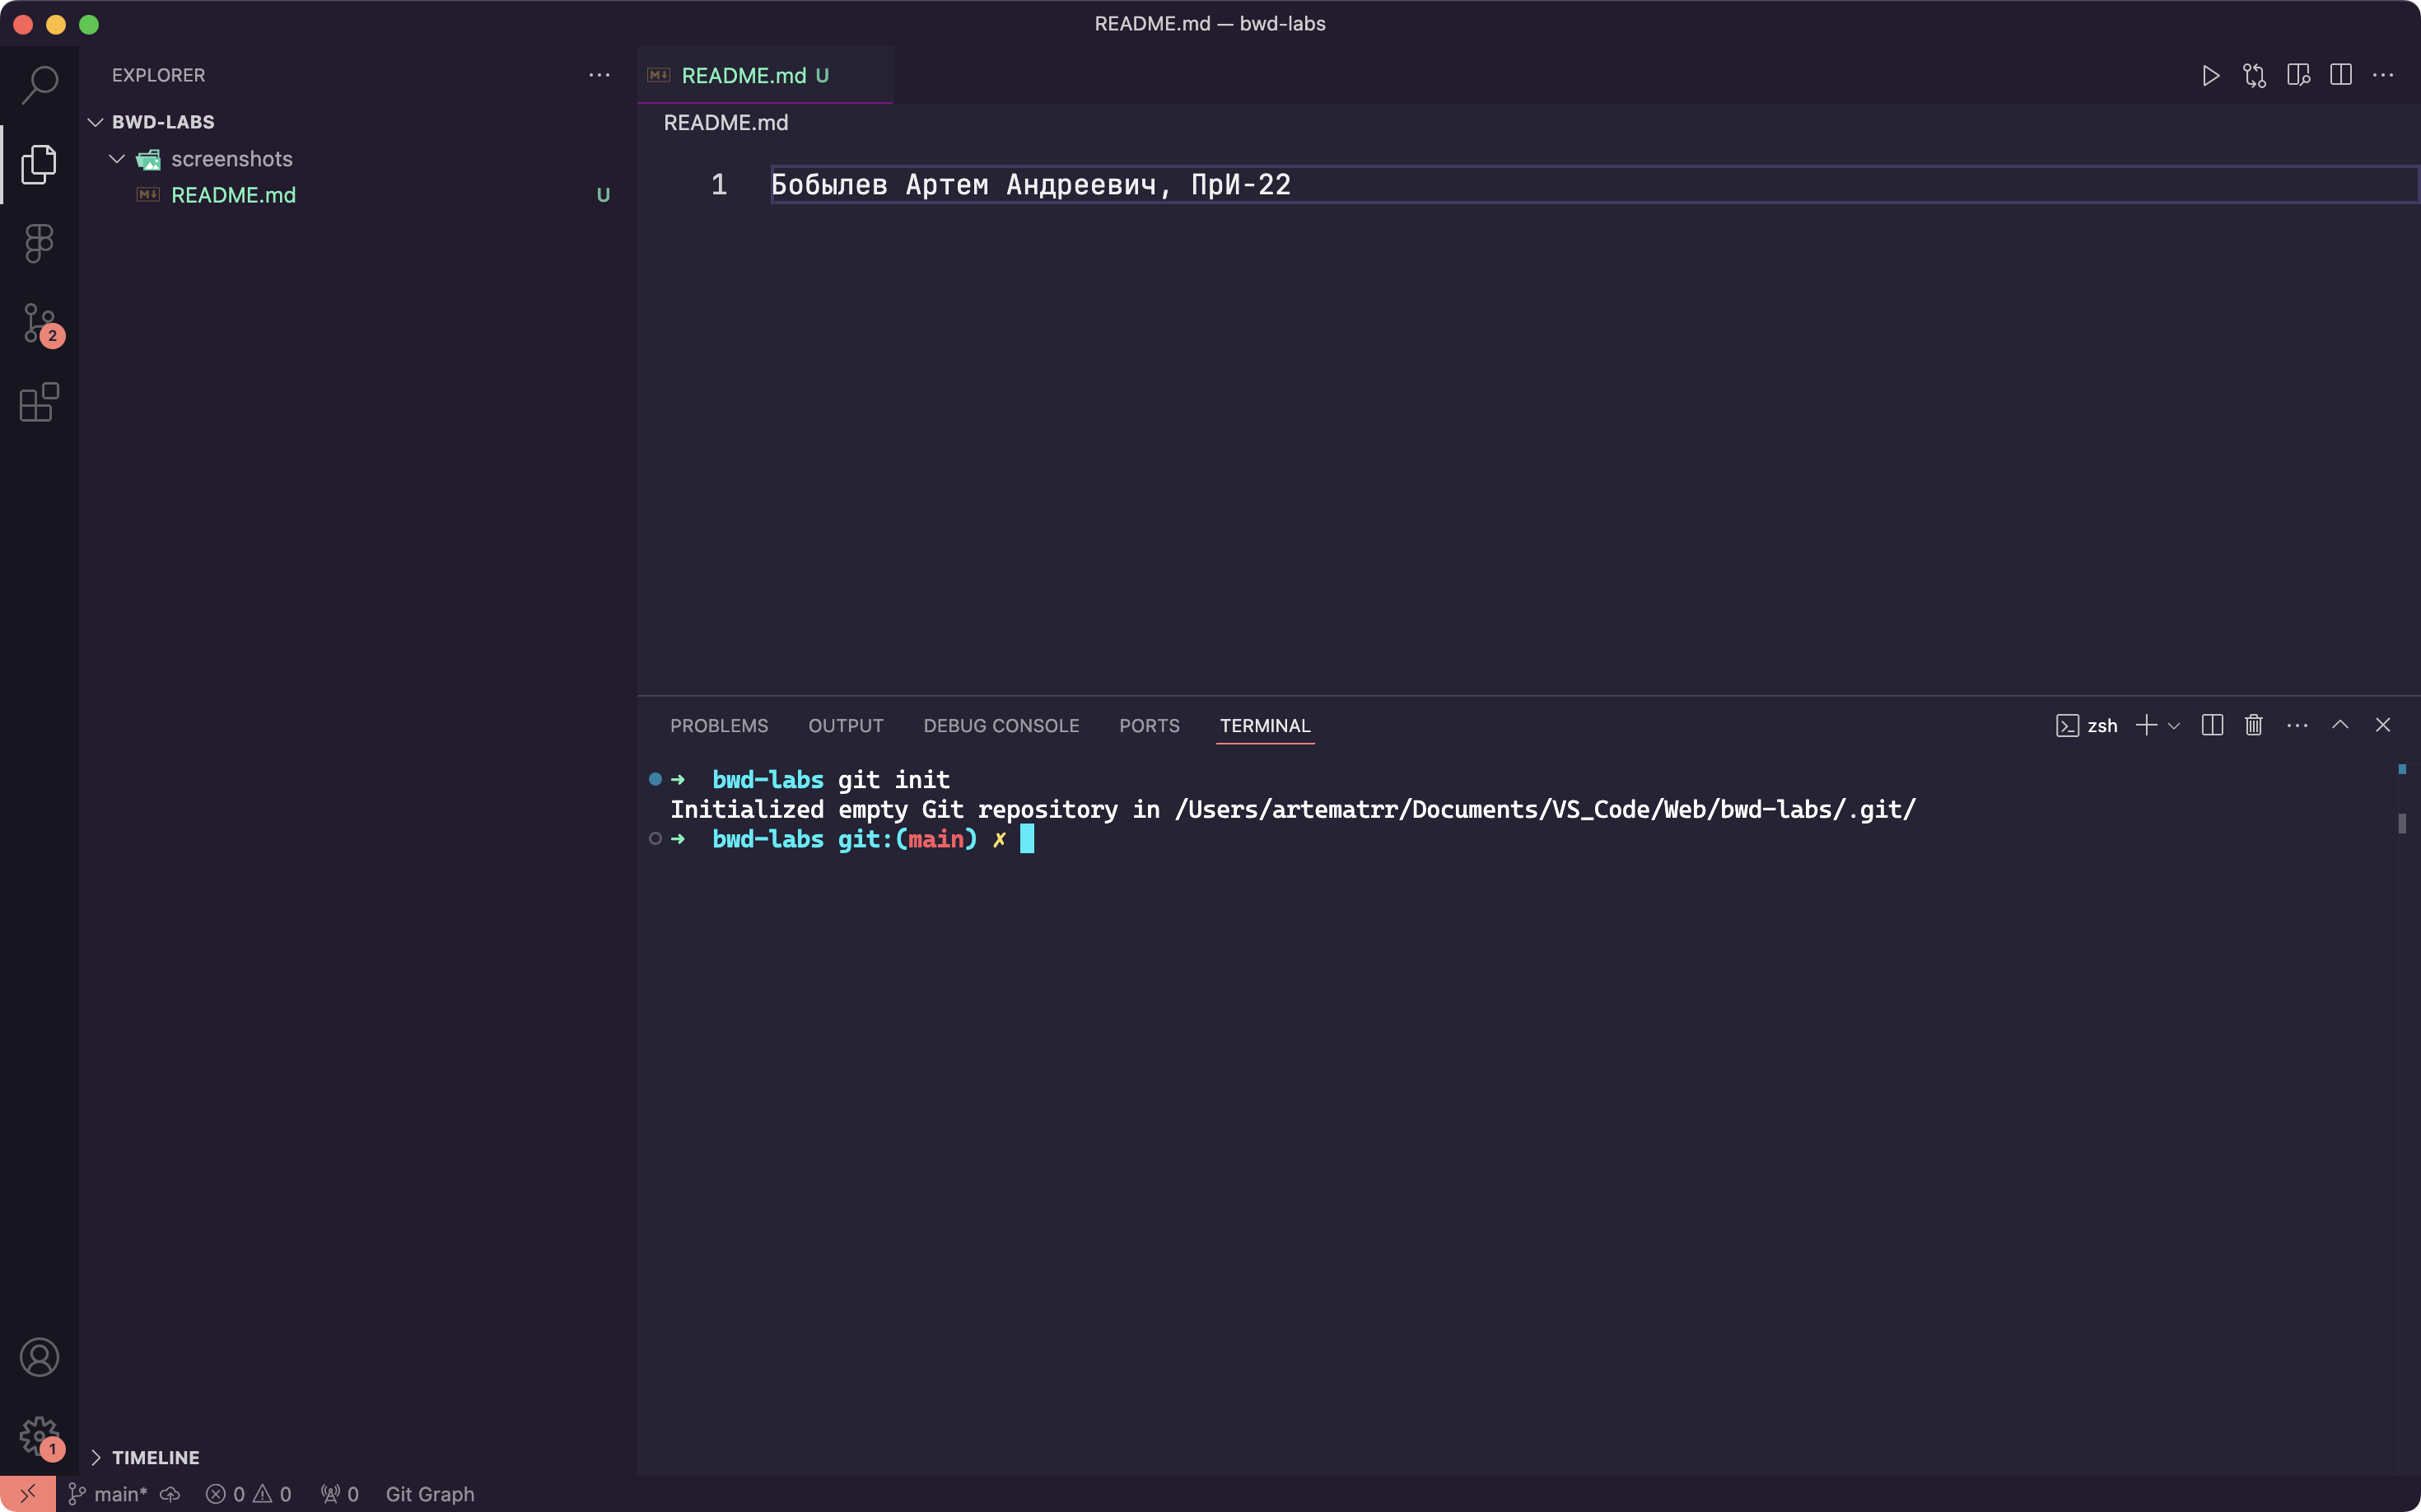 README.md — bwd-labs
EXPLORER
README.md U
BWD-LABS
README.md
screenshots
README.md U
1 Бобылев Артем Андреевич, ПрИ-22
2
PROBLEMS OUTPUT DEBUG CONSOLE PORTS TERMINAL zsh
➜ bwd-labs git init
Initialized empty Git repository in /Users/artematrr/Documents/VS_Code/Web/bwd-labs/.git/
➜ bwd-labs git:(main) ✗
1
TIMELINE
main* 0 0 0 Git Graph